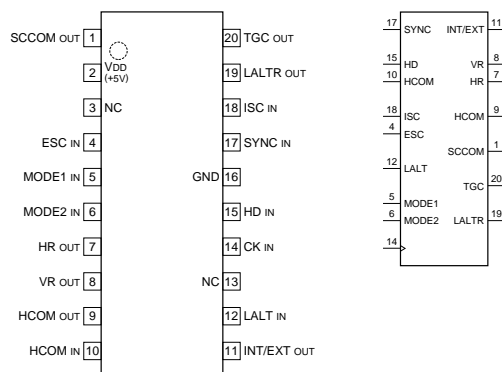 SCCOM OUT 1
20 TGC OUT
2 VDD
(+5V)
19 LALTR OUT
3 NC
18 ISC IN
ESC IN 4
17 SYNC IN
MODE1 IN 5
GND 16
MODE2 IN 6
15 HD IN
HR OUT 7
14 CK IN
VR OUT 8
NC 13
HCOM OUT 9
12 LALT IN
HCOM IN 10
11 INT/EXT OUT
17 SYNC INT/EXT 11
15 HD VR 8
10 HCOM HR 7
18 ISC HCOM 9
4 ESC
SCCOM 1
12 LALT
TGC 20
5 MODE1
6 MODE2 LALTR 19
14